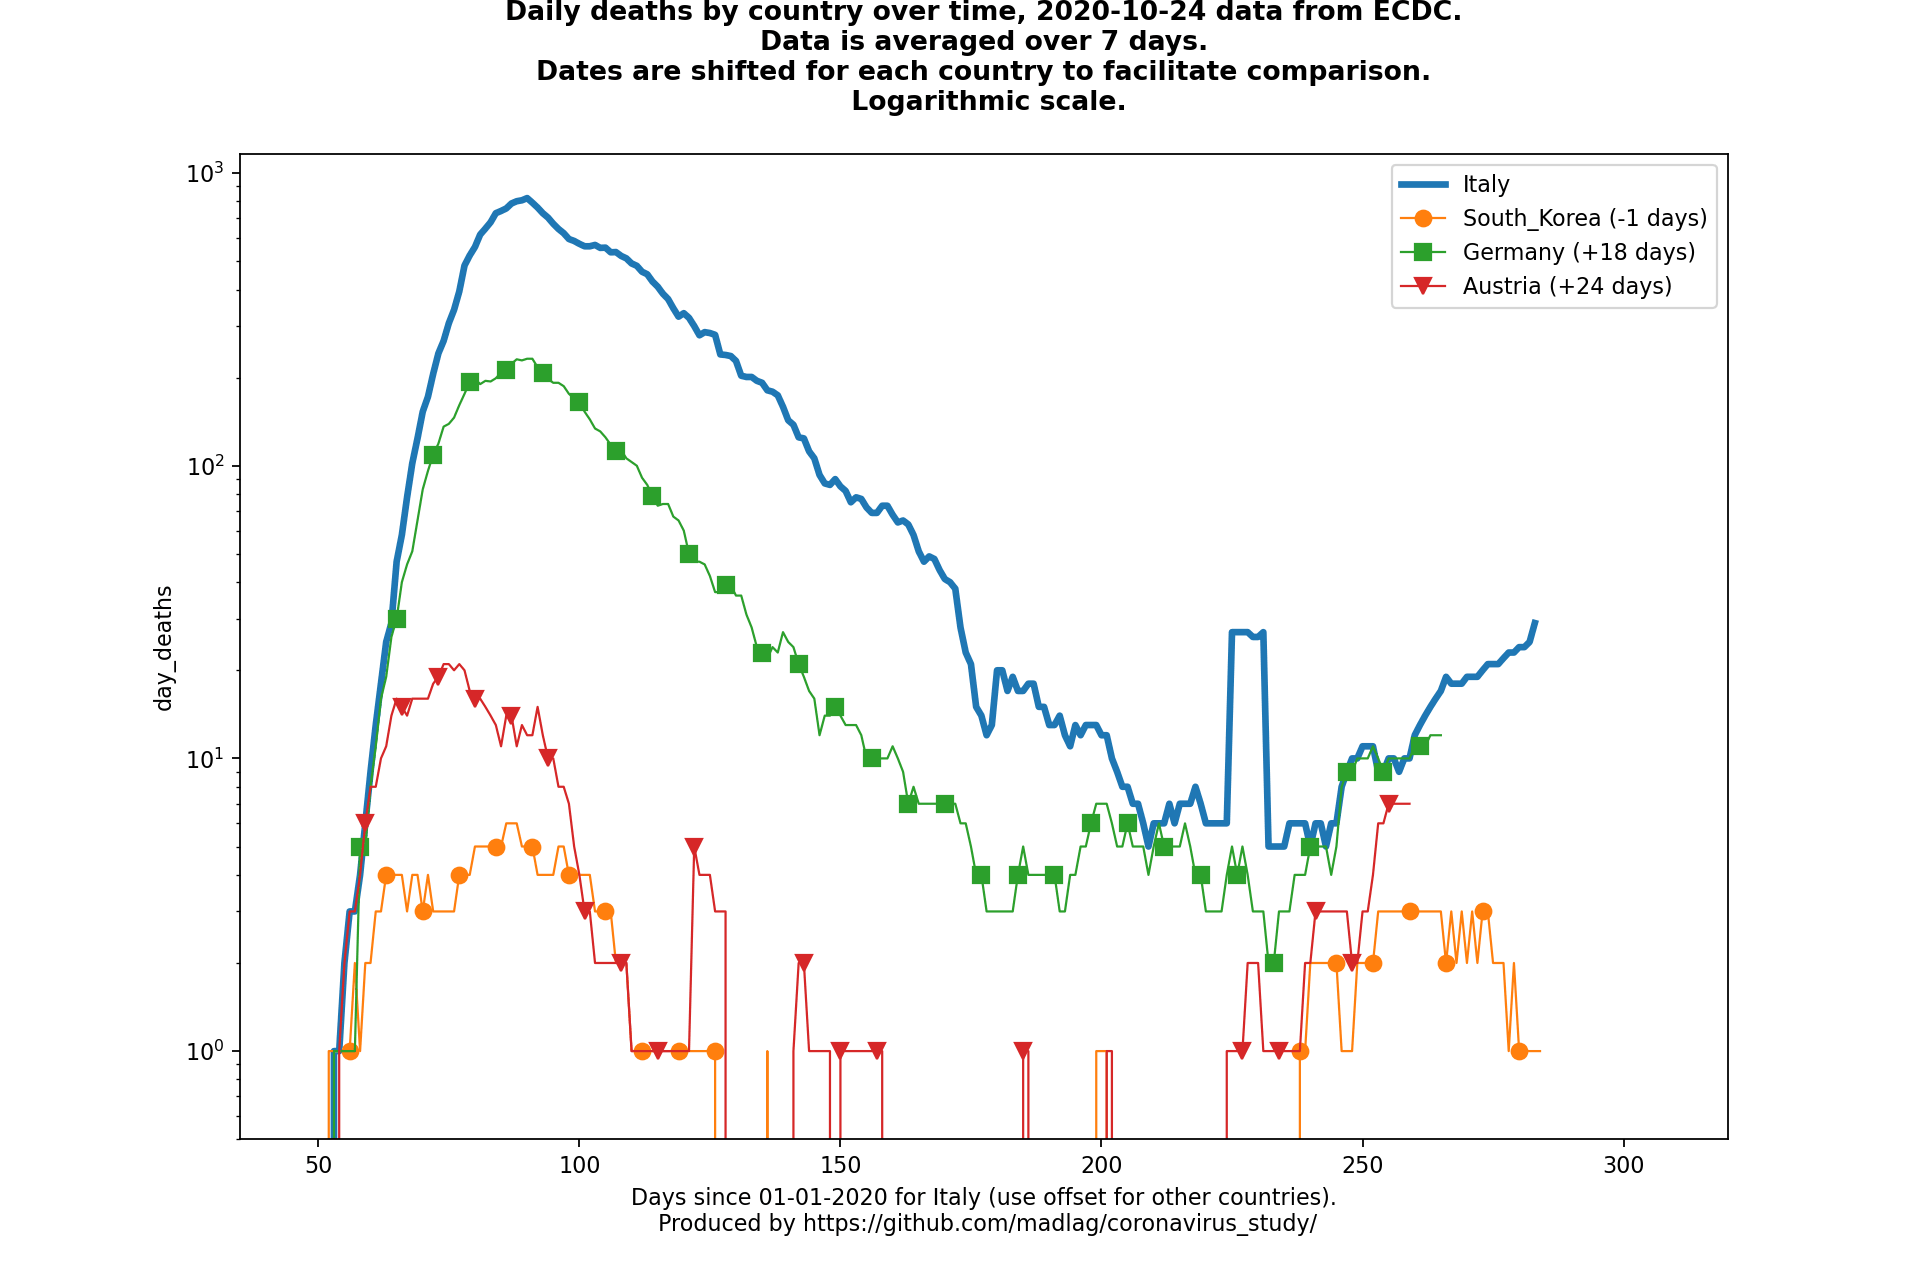 Daily deaths by country over time, 2020-10-24 data from ECDC.
Data is averaged over 7 days.
Dates are shifted for each country to facilitate comparison.
Logarithmic scale.
10³
10²
10¹
10⁰
day_deaths
Italy
South_Korea (-1 days)
Germany (+18 days)
Austria (+24 days)
50 100 150 200 250 300
Days since 01-01-2020 for Italy (use offset for other countries).
Produced by https://github.com/madlag/coronavirus_study/